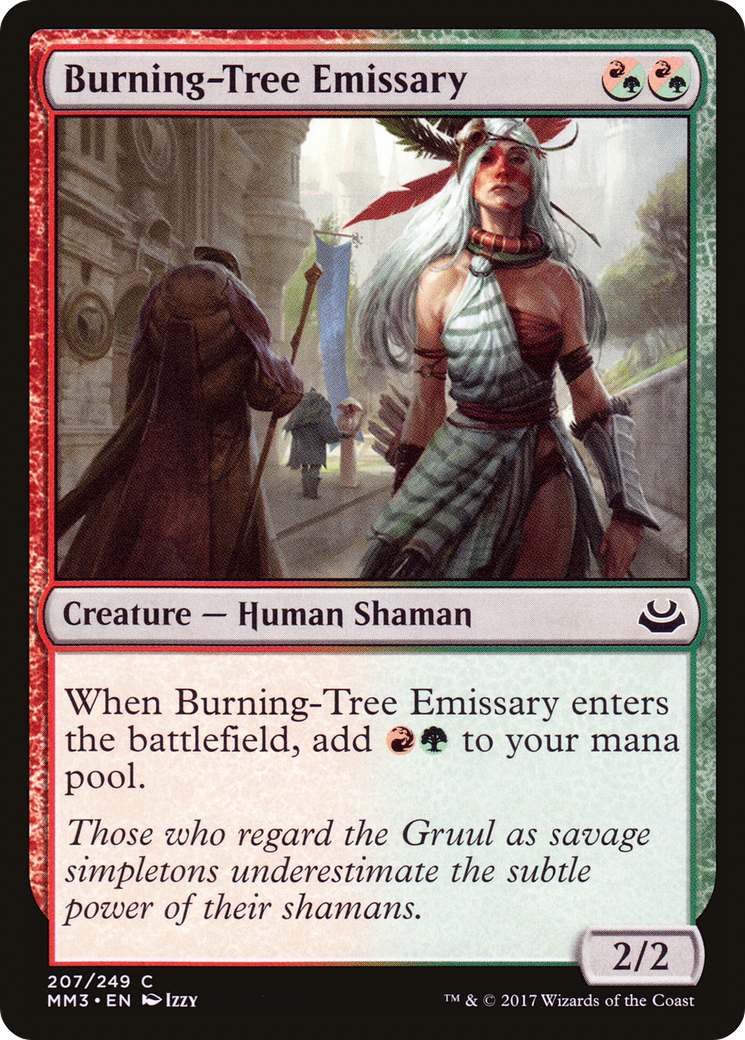 Burning-Tree Emissary
Creature — Human Shaman
When Burning-Tree Emissary enters
the battlefield, add to your mana
pool.
Those who regard the Gruul as savage
simpletons underestimate the subtle
power of their shamans.
2/2
207/249 C
MM3 • EN Izzy
™ & © 2017 Wizards of the Coast